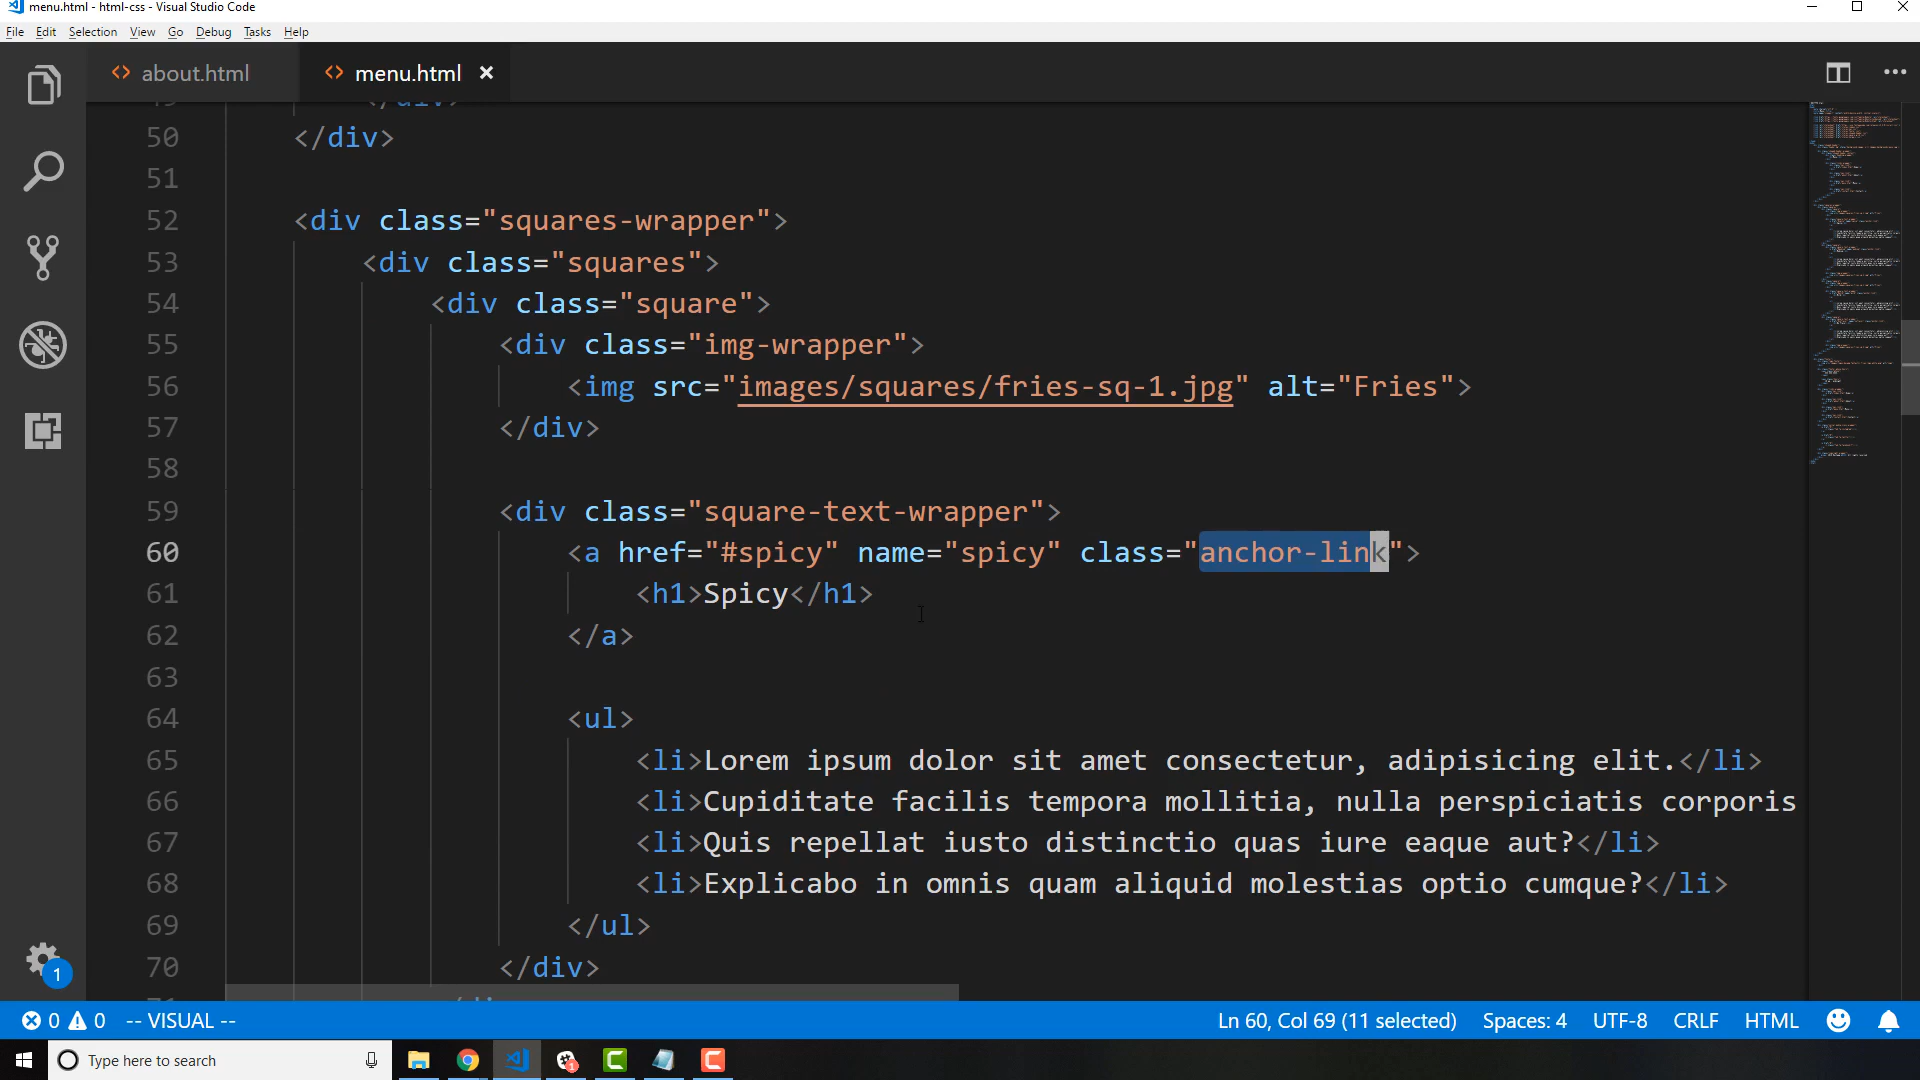 menu.html - html-css - Visual Studio Code
File Edit Selection View Go Debug Tasks Help
about.html menu.html
50 </div>
51
52 <div class="squares-wrapper">
53 <div class="squares">
54 <div class="square">
55 <div class="img-wrapper">
56 <img src="images/squares/fries-sq-1.jpg" alt="Fries">
57 </div>
58
59 <div class="square-text-wrapper">
60 <a href="#spicy" name="spicy" class="anchor-link">
61 <h1>Spicy</h1>
62 </a>
63
64 <ul>
65 <li>Lorem ipsum dolor sit amet consectetur, adipisicing elit.</li>
66 <li>Cupiditate facilis tempora mollitia, nulla perspiciatis corporis
67 <li>Quis repellat iusto distinctio quas iure eaque aut?</li>
68 <li>Explicabo in omnis quam aliquid molestias optio cumque?</li>
69 </ul>
70 </div>
1
0 0 -- VISUAL -- Ln 60, Col 69 (11 selected) Spaces: 4 UTF-8 CRLF HTML
Type here to search